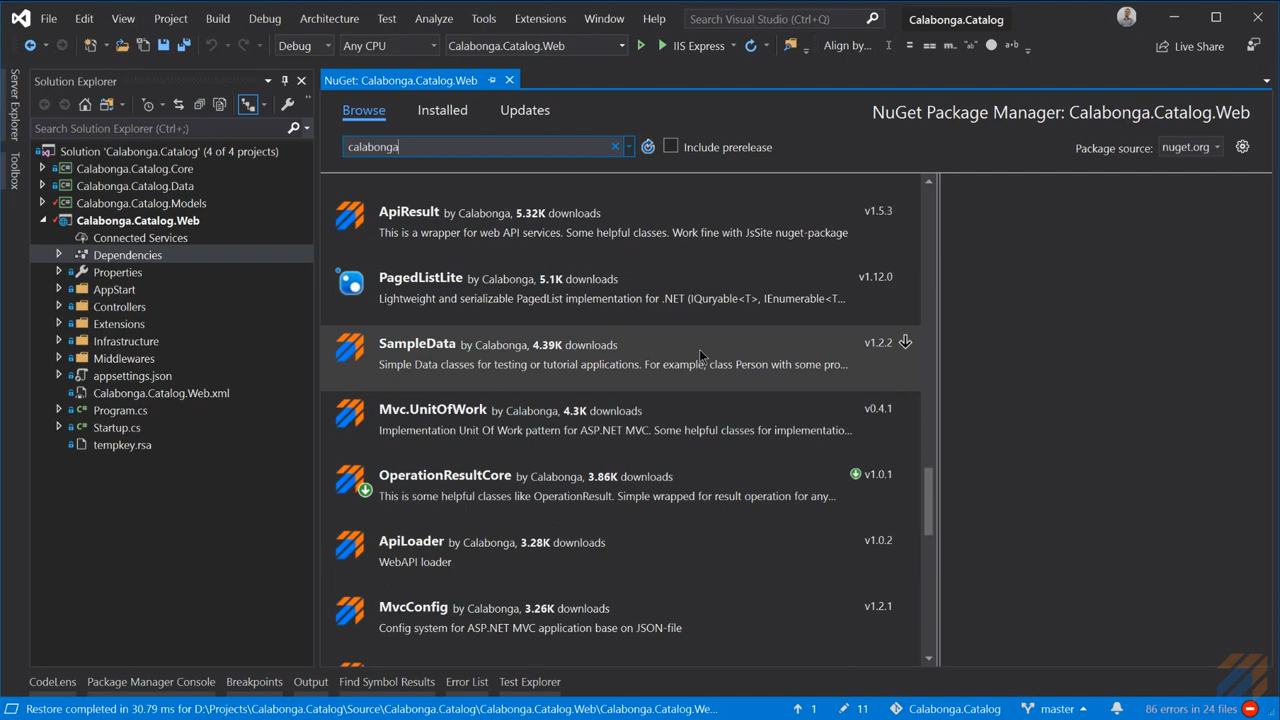 File Edit View Project Build Debug Architecture Test Analyze Tools Extensions Window Help Search Visual Studio (Ctrl+Q) Calabonga.Catalog
Debug Any CPU Calabonga.Catalog.Web IIS Express Align by... Live Share
Server Explorer
Toolbox
Solution Explorer
Search Solution Explorer (Ctrl+;)
Solution 'Calabonga.Catalog' (4 of 4 projects)
Calabonga.Catalog.Core
Calabonga.Catalog.Data
Calabonga.Catalog.Models
Calabonga.Catalog.Web
Connected Services
Dependencies
Properties
AppStart
Controllers
Extensions
Infrastructure
Middlewares
appsettings.json
Calabonga.Catalog.Web.xml
Program.cs
Startup.cs
tempkey.rsa
NuGet: Calabonga.Catalog.Web
Browse Installed Updates NuGet Package Manager: Calabonga.Catalog.Web
calabonga Include prerelease Package source: nuget.org
ApiResult by Calabonga, 5.32K downloads v1.5.3
This is a wrapper for web API services. Some helpful classes. Work fine with JsSite nuget-package
PagedListLite by Calabonga, 5.1K downloads v1.12.0
Lightweight and serializable PagedList implementation for .NET (IQuryable<T>, IEnumerable<T...
SampleData by Calabonga, 4.39K downloads v1.2.2
Simple Data classes for testing or tutorial applications. For example, class Person with some pro...
Mvc.UnitOfWork by Calabonga, 4.3K downloads v0.4.1
Implementation Unit Of Work pattern for ASP.NET MVC. Some helpful classes for implementatio...
OperationResultCore by Calabonga, 3.86K downloads v1.0.1
This is some helpful classes like OperationResult. Simple wrapped for result operation for any...
ApiLoader by Calabonga, 3.28K downloads v1.0.2
WebAPI loader
MvcConfig by Calabonga, 3.26K downloads v1.2.1
Config system for ASP.NET MVC application base on JSON-file
CodeLens Package Manager Console Breakpoints Output Find Symbol Results Error List Test Explorer
Restore completed in 30.79 ms for D:\Projects\Calabonga.Catalog\Source\Calabonga.Catalog\Calabonga.Catalog.Web\Calabonga.Catalog.We... 1 11 Calabonga.Catalog master 86 errors in 24 files